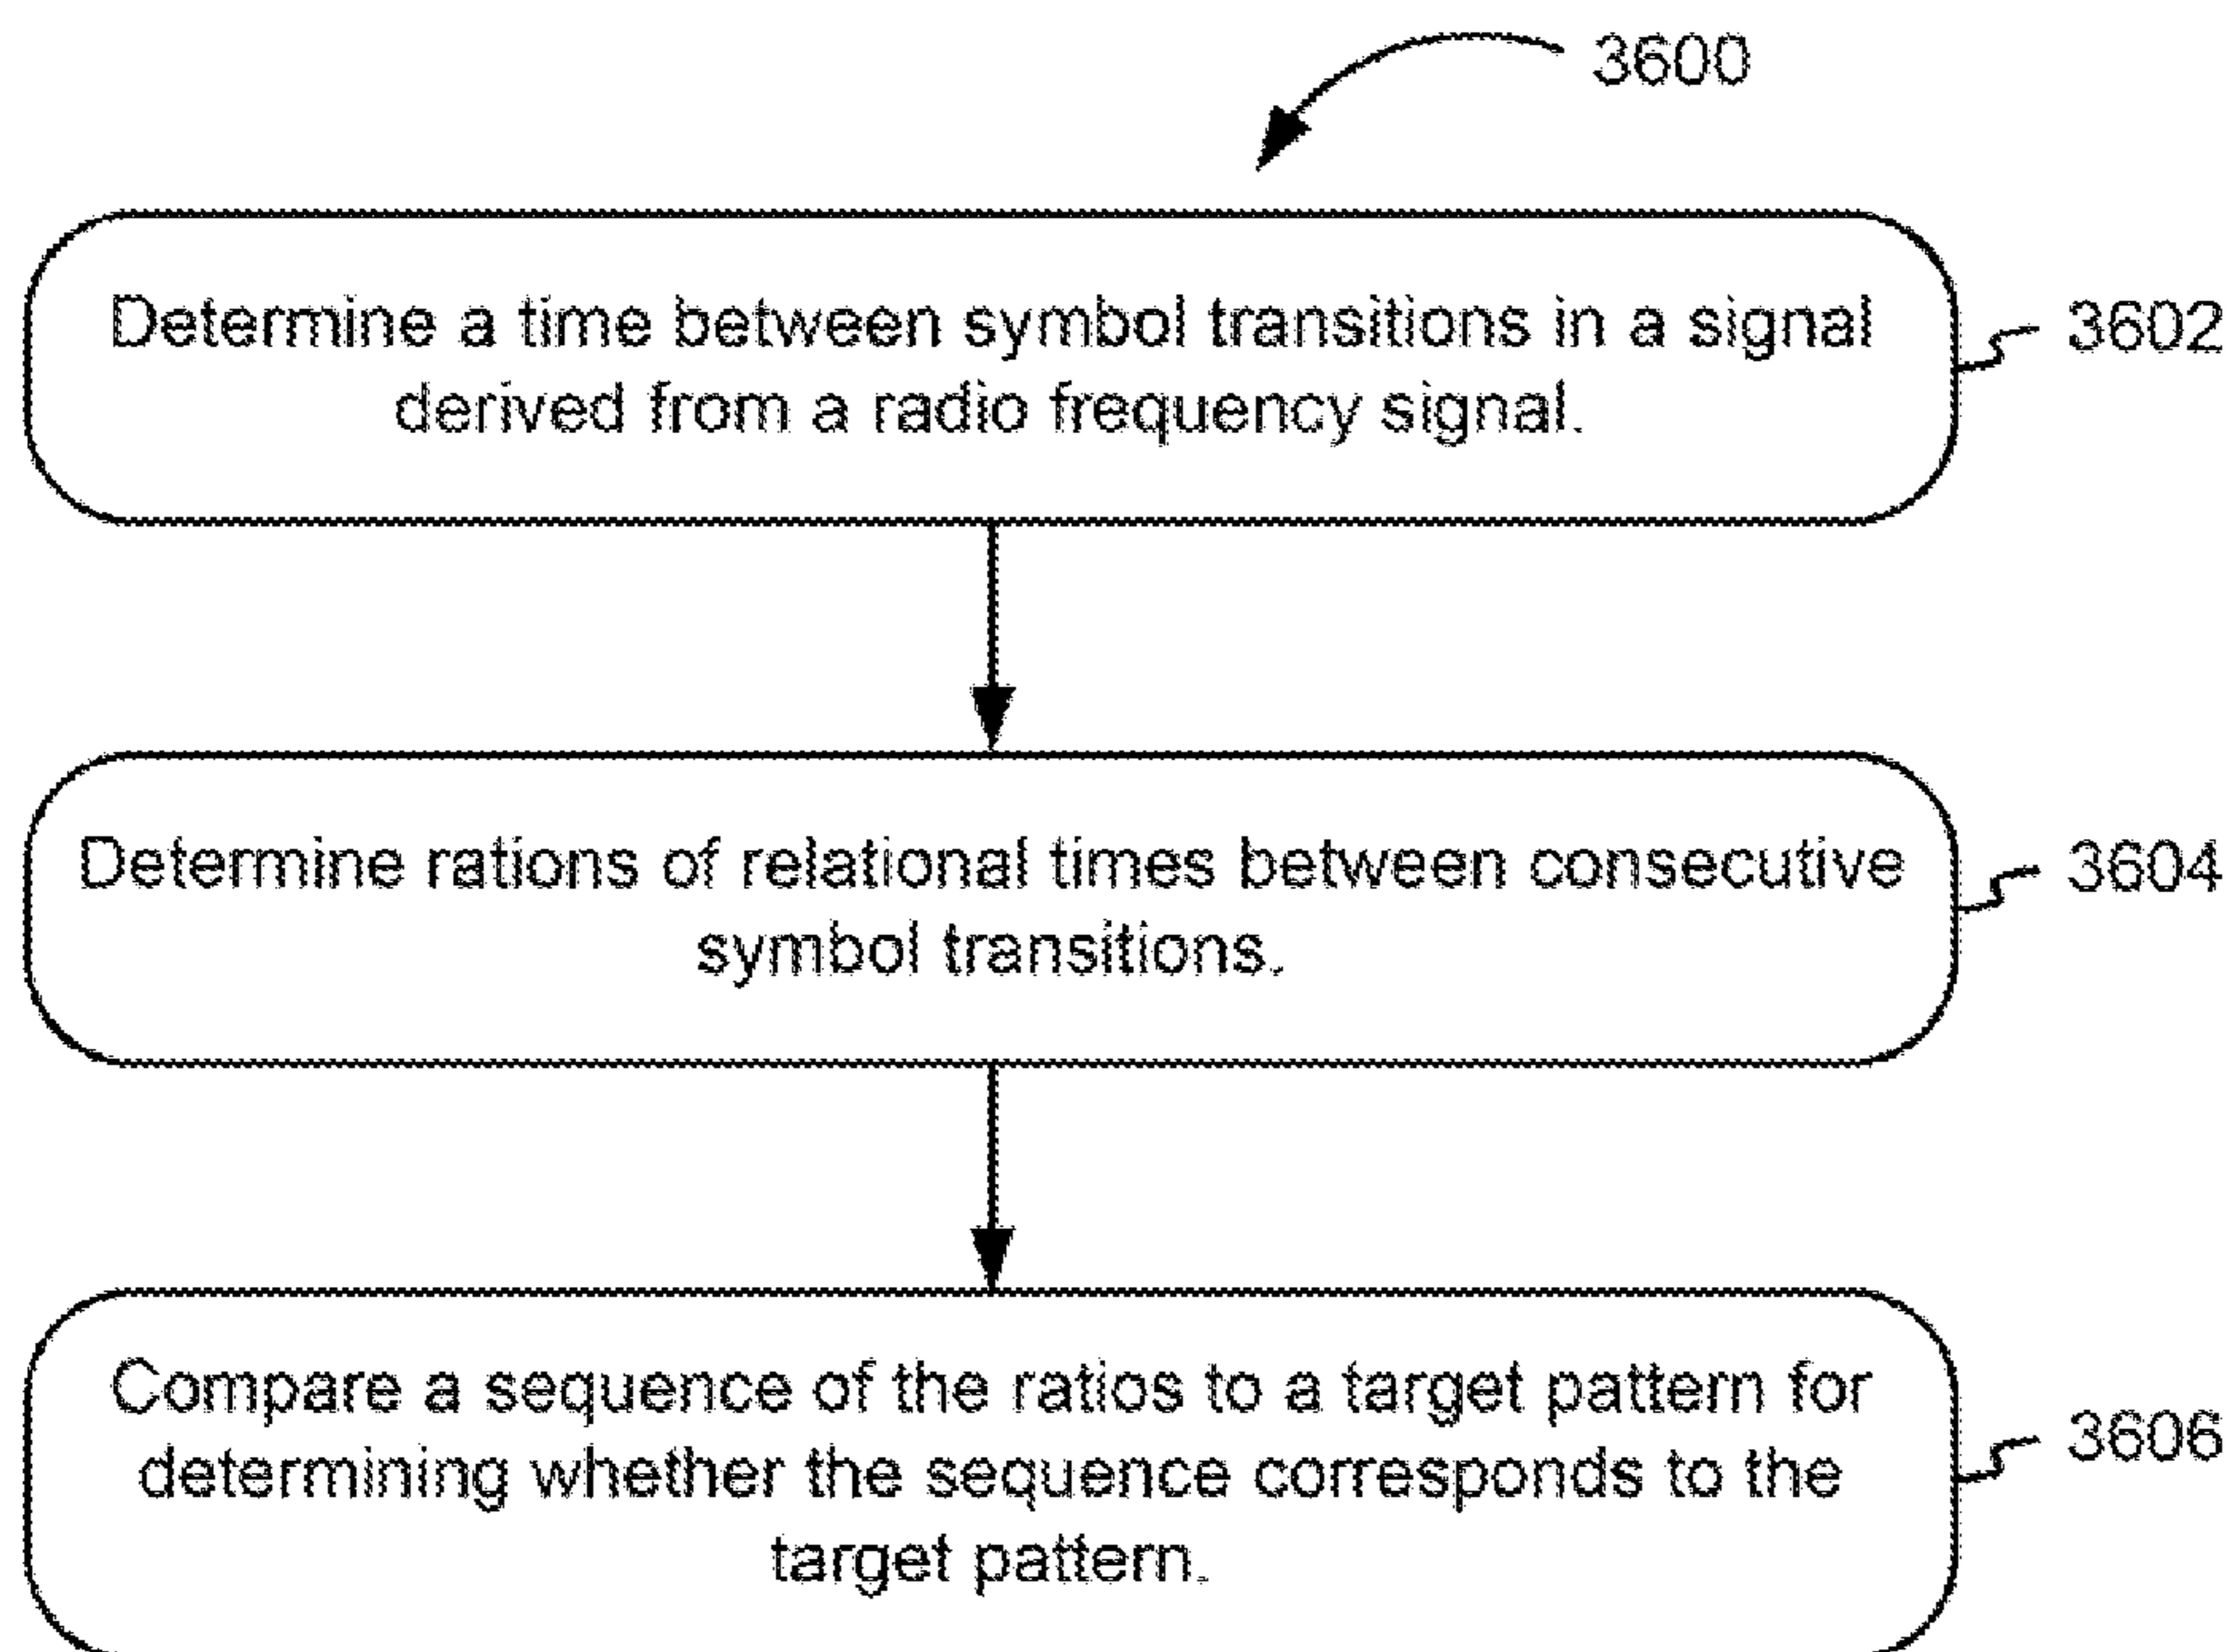 3600
Determine a time between symbol transitions in a signal
derived from a radio frequency signal.
3602
Determine rations of relational times between consecutive
symbol transitions.
3604
Compare a sequence of the ratios to a target pattern for
determining whether the sequence corresponds to the
target pattern.
3606